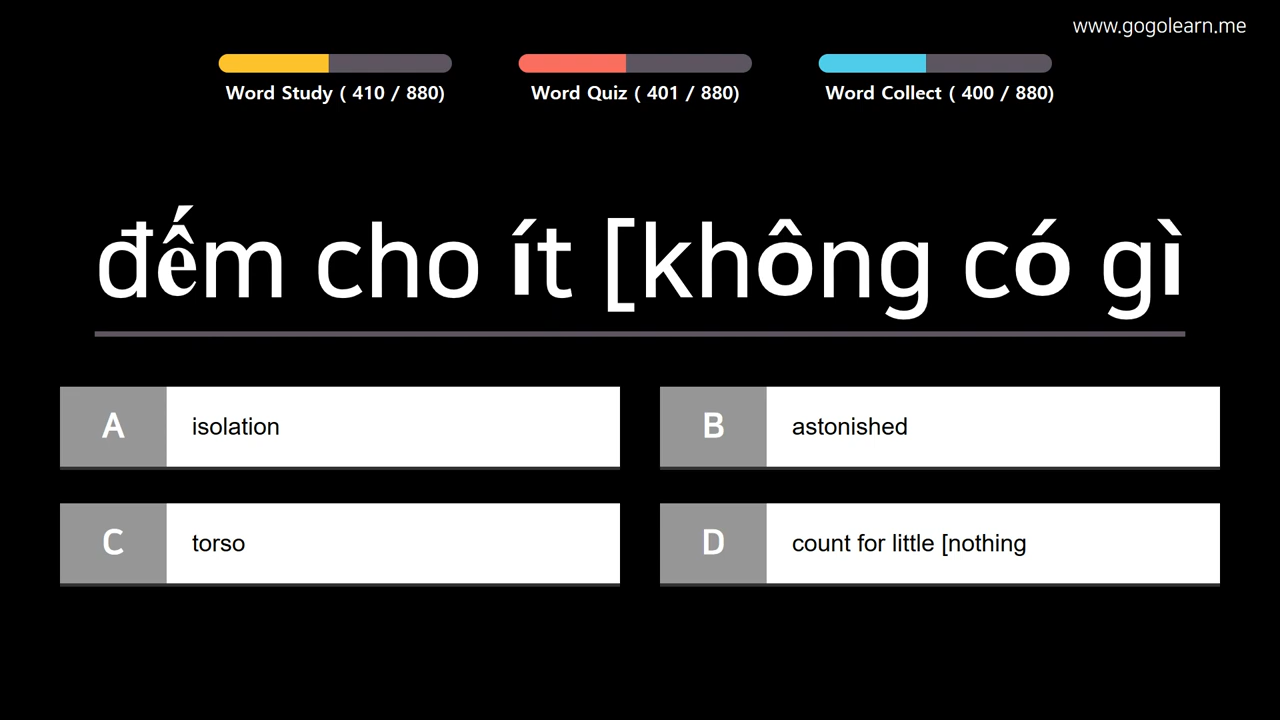 www.gogolearn.me
Word Study ( 410 / 880)
Word Quiz ( 401 / 880)
Word Collect ( 400 / 880)
đếm cho ít [không có gì
A isolation
B astonished
C torso
D count for little [nothing